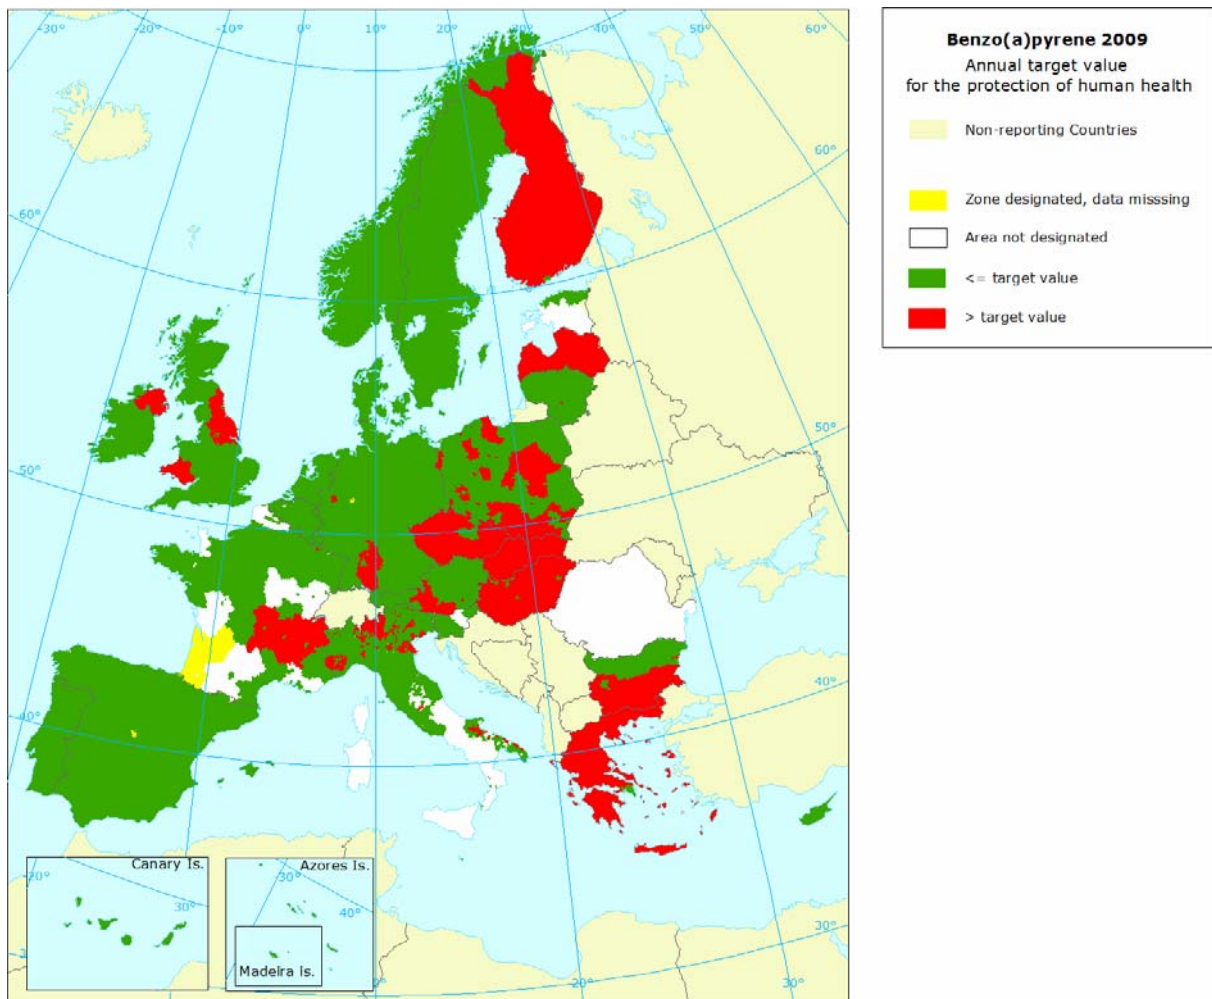 -30°
-20°
-10°
0°
10°
20°
30°
40°
50°
60°
60°
60°
50°
50°
40°
40°
0°
10°
20°
30°
30°
Canary Is.
-20°
30°
Azores Is.
-30°
40°
Madeira Is.
Benzo(a)pyrene 2009
Annual target value
for the protection of human health
Non-reporting Countries
Zone designated, data misssing
Area not designated
<= target value
> target value